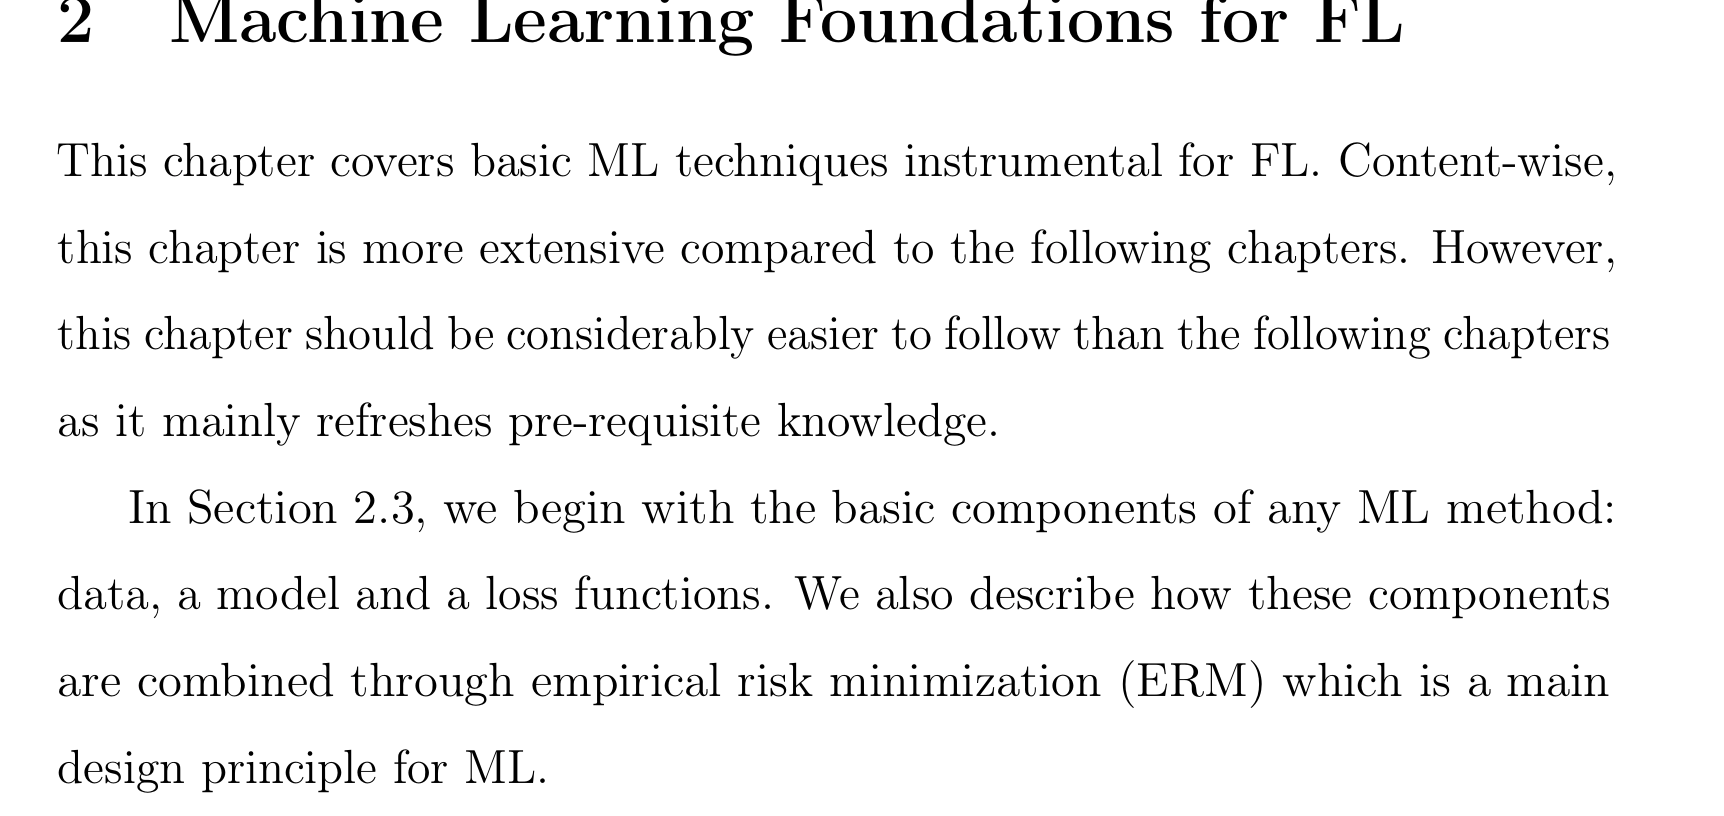 2 Machine Learning Foundations for FL
This chapter covers basic ML techniques instrumental for FL. Content-wise,
this chapter is more extensive compared to the following chapters. However,
this chapter should be considerably easier to follow than the following chapters
as it mainly refreshes pre-requisite knowledge.
In Section 2.3, we begin with the basic components of any ML method:
data, a model and a loss functions. We also describe how these components
are combined through empirical risk minimization (ERM) which is a main
design principle for ML.